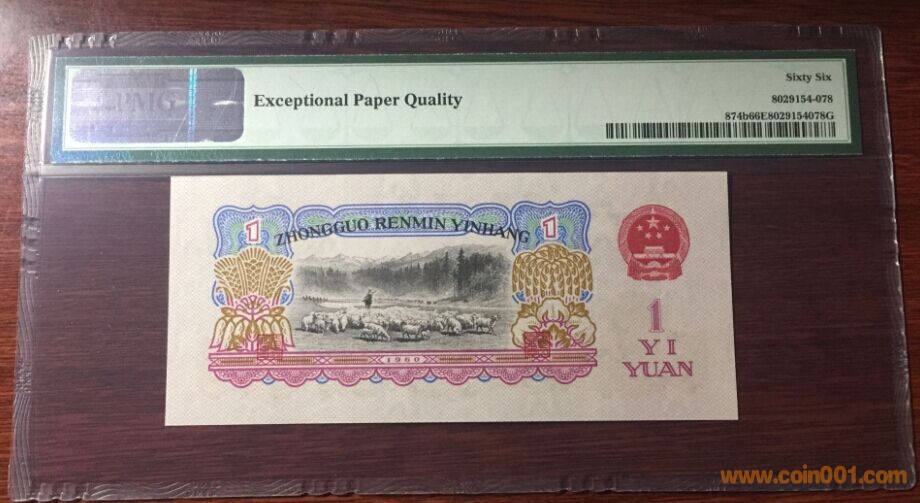 PMG
Exceptional Paper Quality
Sixty Six
8029154-078
874b66E8029154078G
1 ZHONGGUO RENMIN YINHANG 1
1960
1
YI
YUAN
www.coin001.com